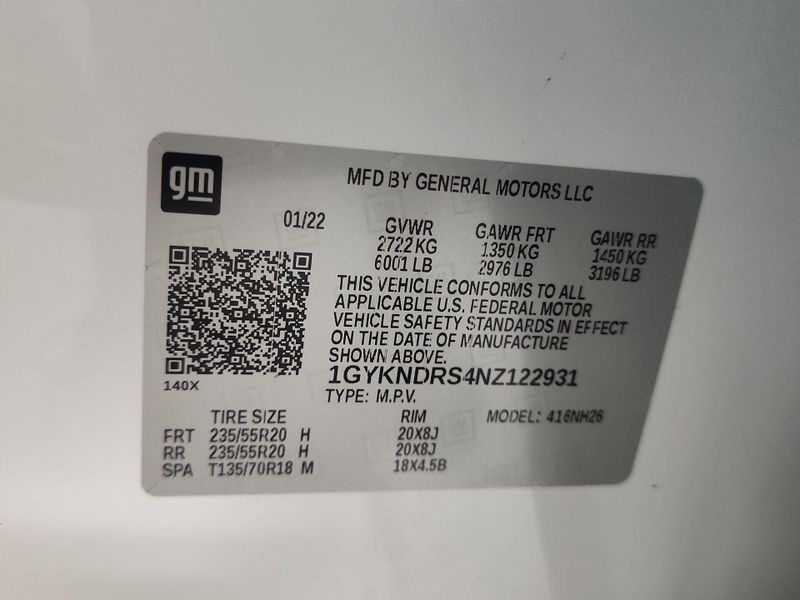 gm
MFD BY GENERAL MOTORS LLC
01/22 GVWR GAWR FRT GAWR RR
2722 KG 1350 KG 1450 KG
6001 LB 2976 LB 3196 LB
THIS VEHICLE CONFORMS TO ALL
APPLICABLE U.S. FEDERAL MOTOR
VEHICLE SAFETY STANDARDS IN EFFECT
ON THE DATE OF MANUFACTURE
SHOWN ABOVE.
140X
1GYKNDRS4NZ122931
TYPE: M.P.V.
TIRE SIZE RIM MODEL: 416NH26
FRT 235/55R20 H 20X8J
RR 235/55R20 H 20X8J
SPA T135/70R18 M 18X4.5B